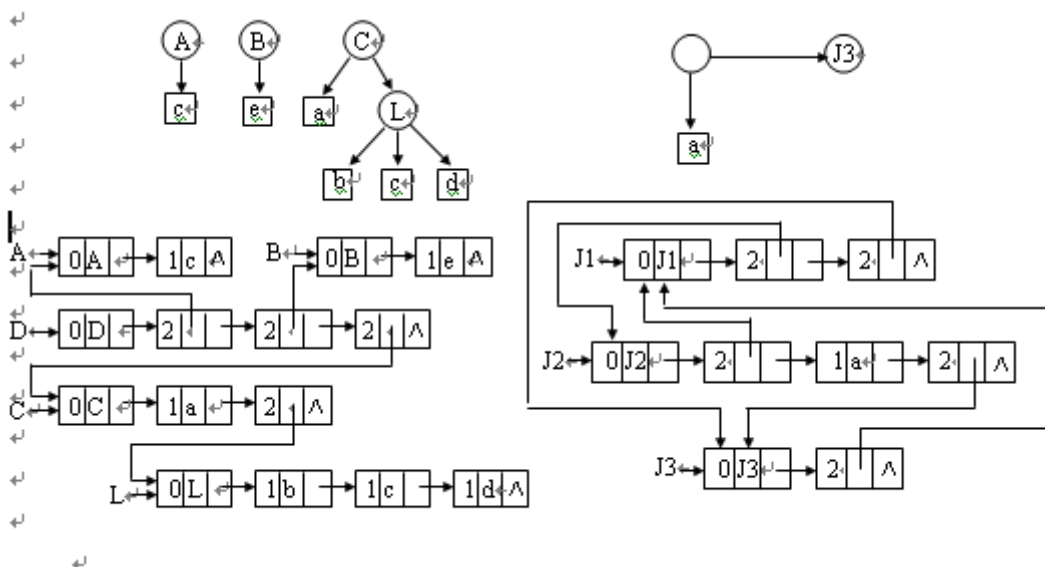 A B C J3
c e a L a
b c d
A 0 A 1 c ∧ B 0 B 1 e ∧ J1 0 J1 2 2 ∧
D 0 D 2 2 2 ∧ J2 0 J2 2 1 a 2 ∧
C 0 C 1 a 2 ∧
L 0 L 1 b 1 c 1 d ∧ J3 0 J3 2 ∧